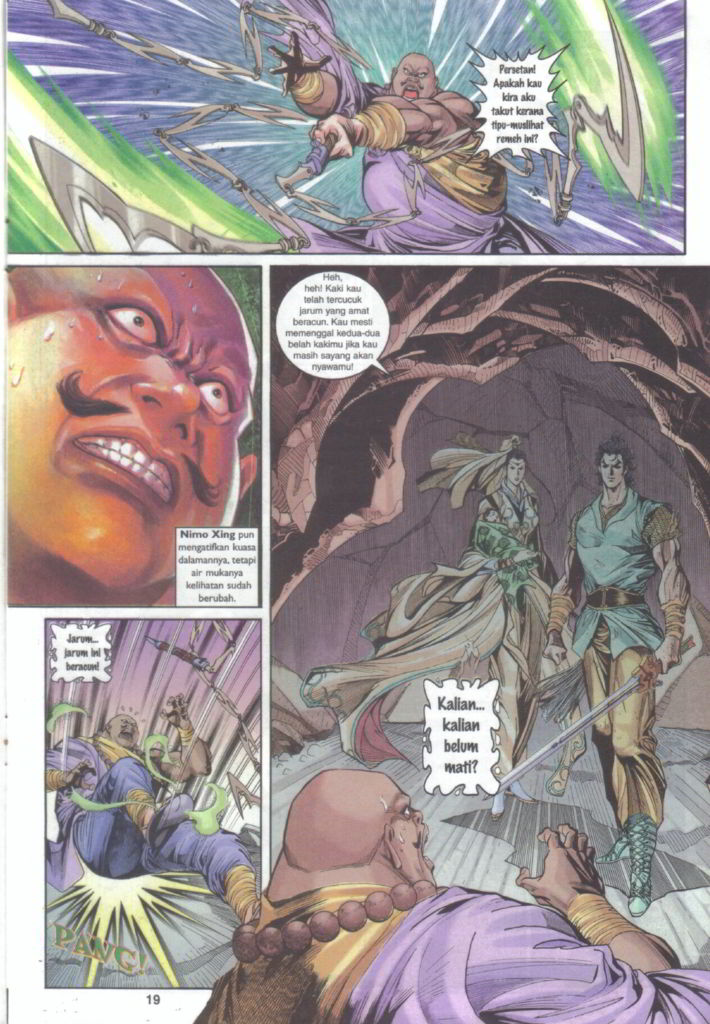 Persetan!
Apakah kau
kira aku
takut kerana
tipu-muslihat
remeh ini?
Nirno Xing pun
mengatifkan kuasa
dalamannya, tetapi
air mukanya
kelihatan sudah
berubah.
Heh,
heh! Kaki kau
telah tercucuk
jarum yang amat
beracun. Kau mesti
memenggal kedua-dua
belah kakimu jika kau
masih sayang akan
nyawamu!
Jarum...
jarum ini
beracun!
PANG!
Kalian...
kalian
belum
mati?
19